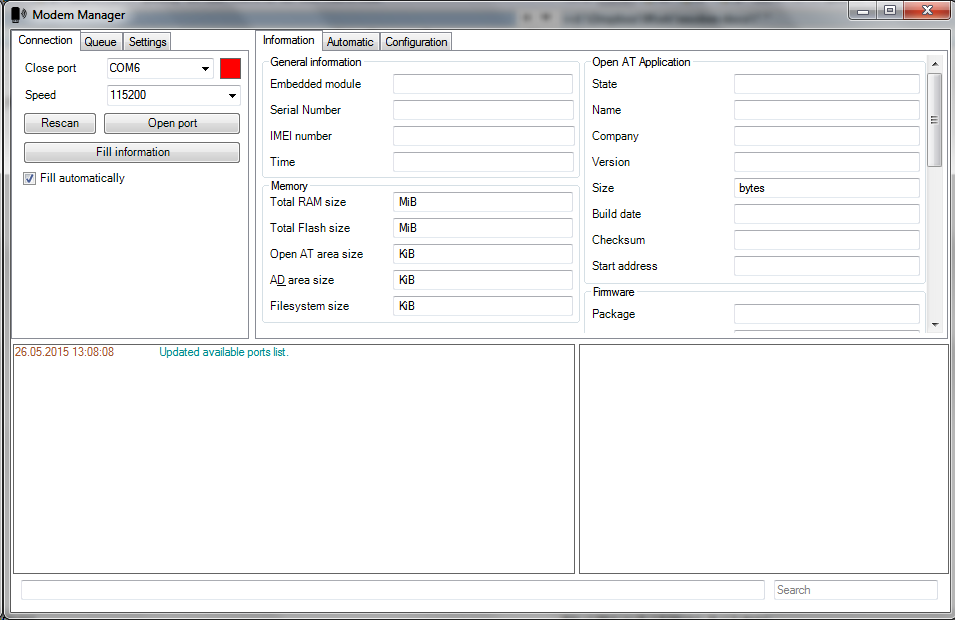 Modem Manager
Connection Queue Settings
Close port COM6
Speed 115200
Rescan Open port
Fill information
Fill automatically
Information Automatic Configuration
General information
Embedded module
Serial Number
IMEI number
Time
Memory
Total RAM size MiB
Total Flash size MiB
Open AT area size KiB
AD area size KiB
Filesystem size KiB
Open AT Application
State
Name
Company
Version
Size bytes
Build date
Checksum
Start address
Firmware
Package
26.05.2015 13:08:08 Updated available ports list.
Search